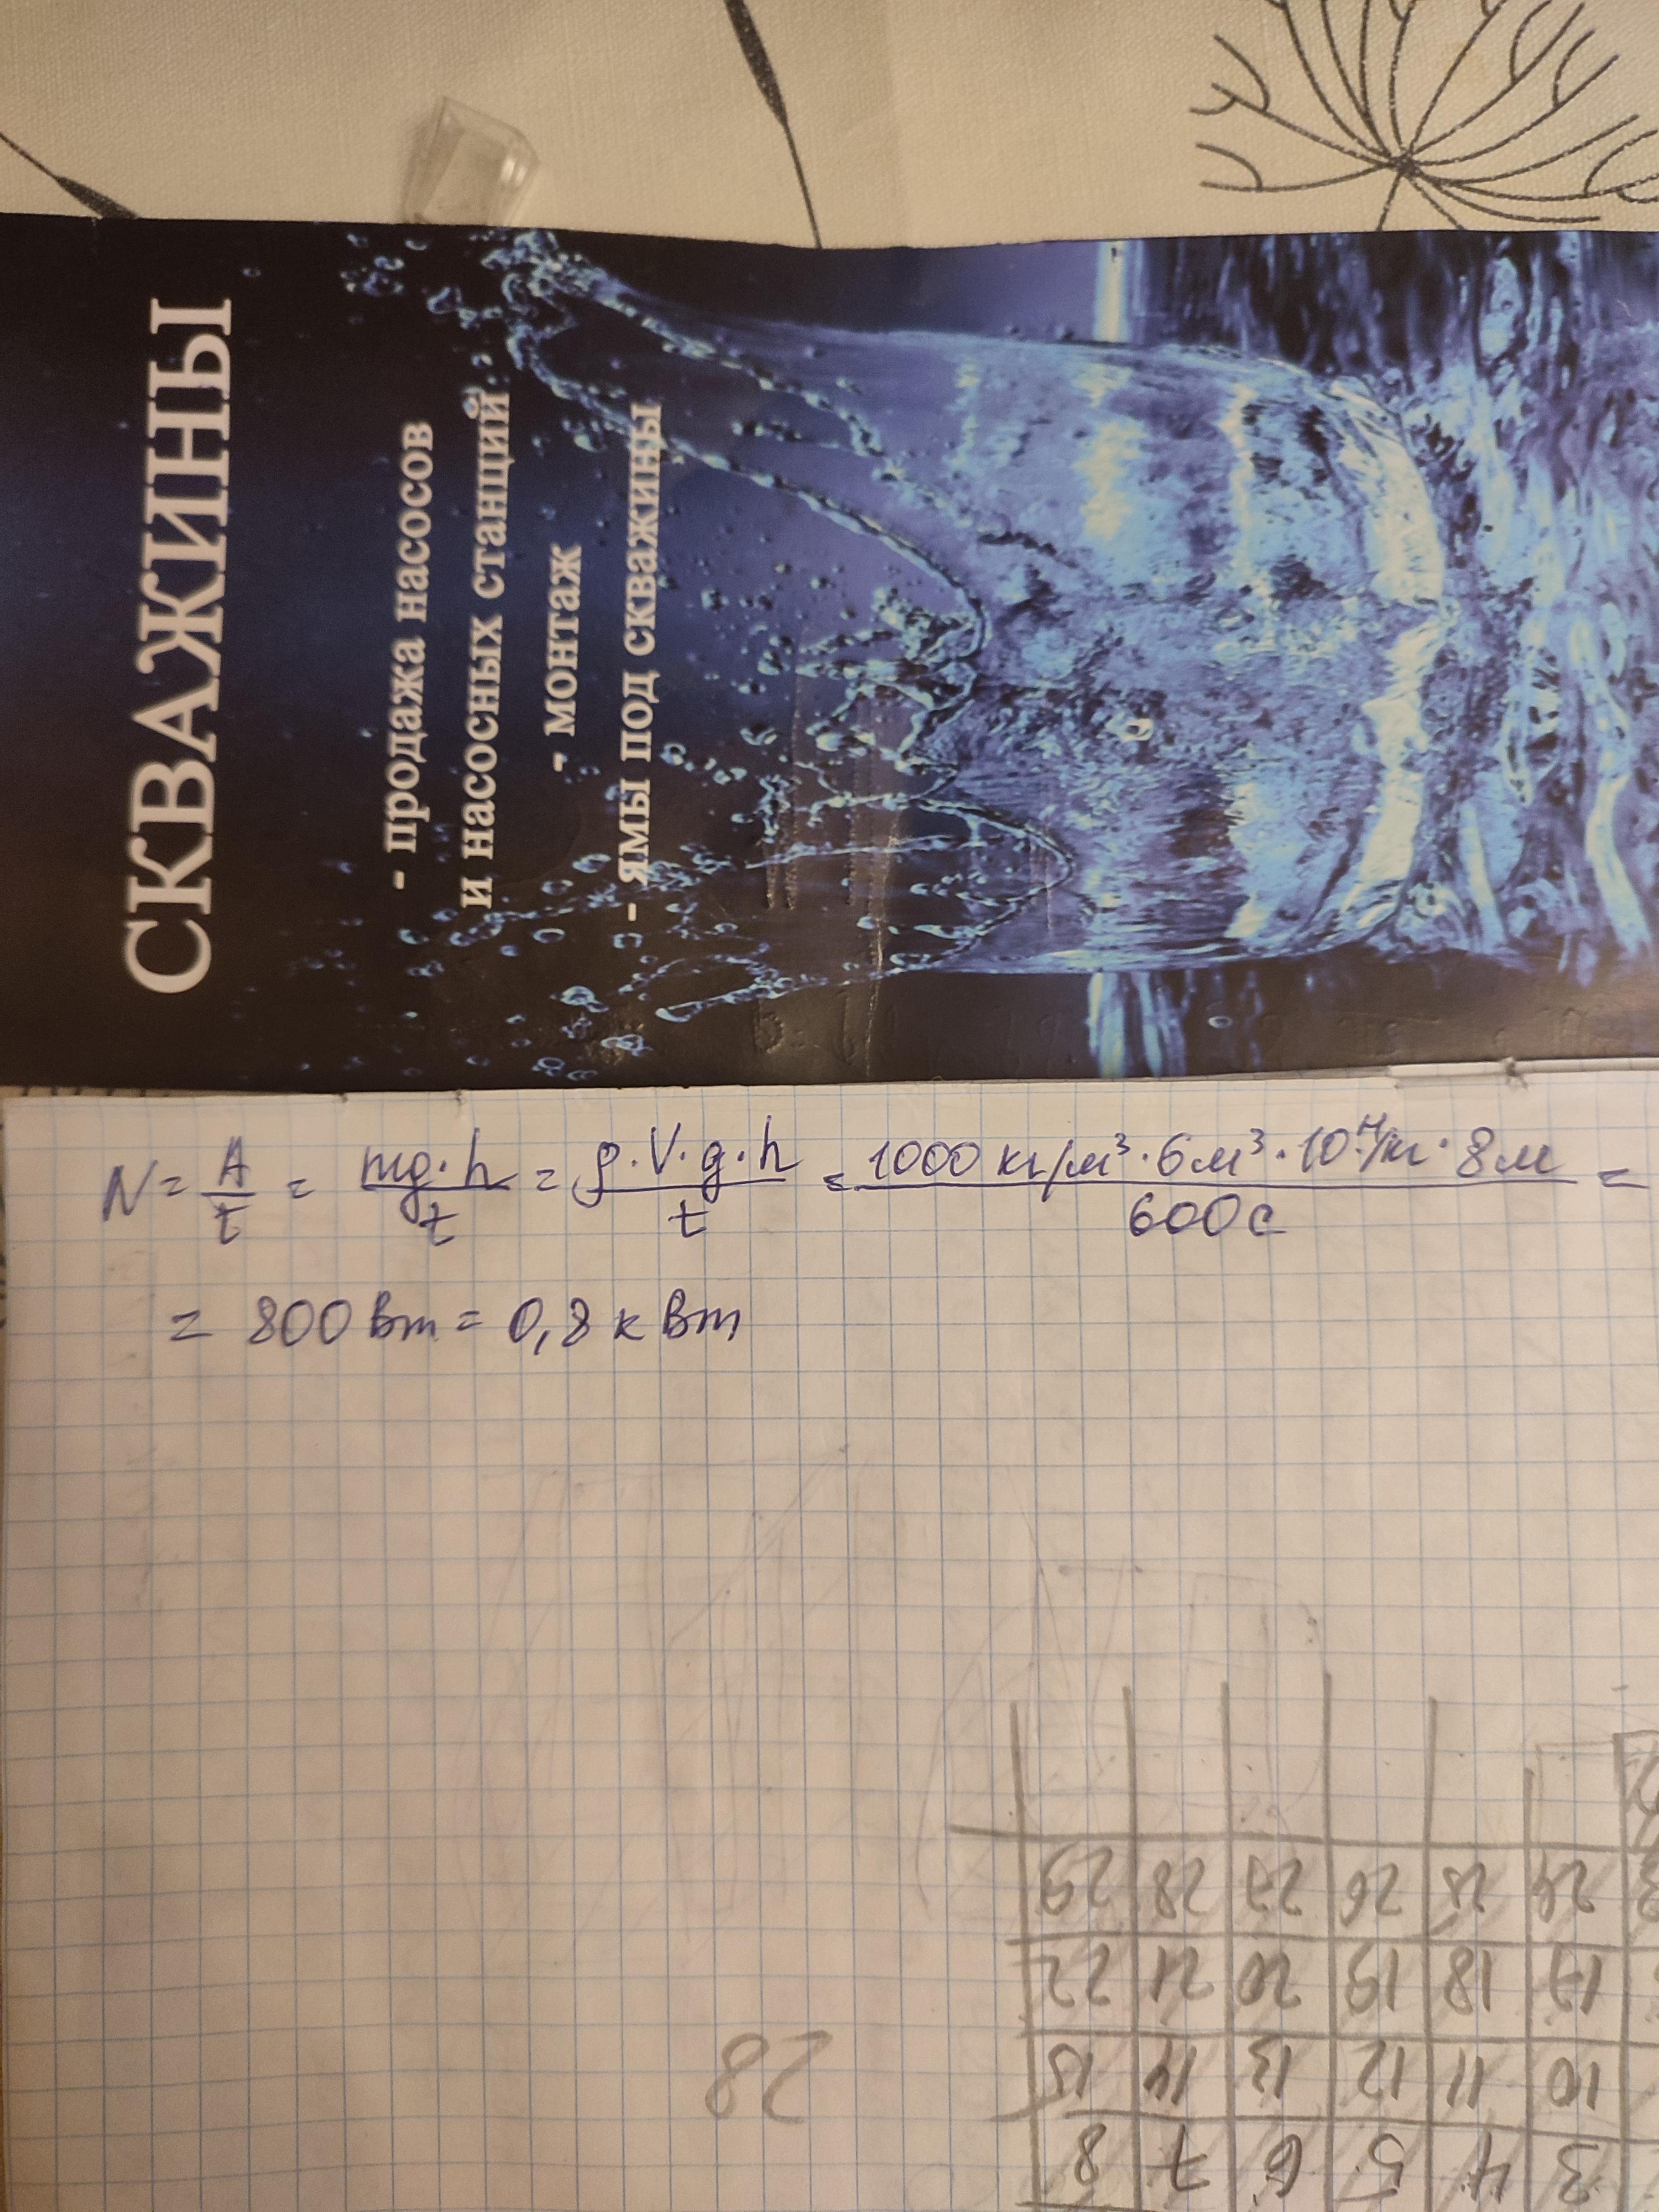 СКВАЖИНЫ
- продажа насосов
и насосных станций
- монтаж
- ямы под скважины
N = A/t = mg·h/t = ρ·V·g·h/t = 1000 кг/м³·6м³·10 Н/кг·8м/600с =
= 800 Вт = 0,8 кВт
3 4 5 6 7 8
10 11 12 13 14 15
17 18 19 20 21 22
24 25 26 27 28 29
28